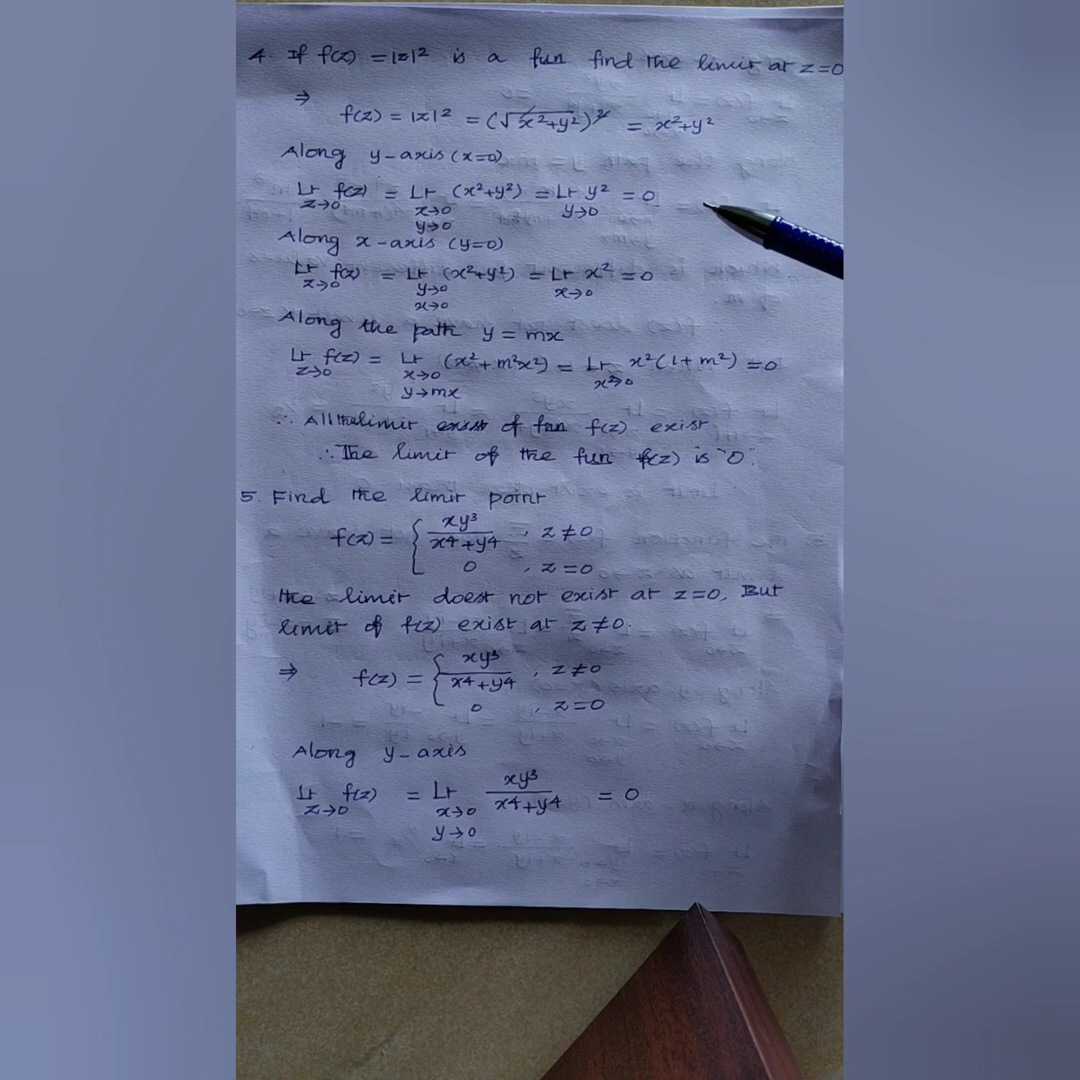 4. If f(z) = |z|² is a fun find the limit at z=0
⇒
f(z) = |z|² = (√x²+y²)² = x²+y²
Along y-axis (x=0)
Lt z→0 f(z) = Lt x→0 y→0 (x²+y²) = Lt y→0 y² = 0
Along x-axis (y=0)
Lt z→0 f(z) = Lt y→0 x→0 (x²+y²) = Lt x→0 x² = 0
Along the path y = mx
Lt z→0 f(z) = Lt x→0 y→mx (x²+m²x²) = Lt x→0 x²(1+m²) = 0
∴ All the limit exist of fun f(z) exist
∴ The limit of the fun f(z) is "0".
5. Find the limit point
f(z) = { xy³/x⁴+y⁴ , z≠0
0 , z=0
the limit does not exist at z=0, But
limit of f(z) exist at z≠0.
⇒ f(z) = { xy³/x⁴+y⁴ , z≠0
0 , z=0
Along y-axis
Lt z→0 f(z) = Lt x→0 y→0 xy³/x⁴+y⁴ = 0